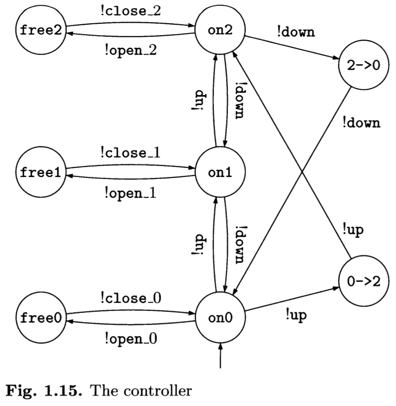 !close_2
free2
on2
!open_2
!down
2->0
!up
!down
!down
!close_1
free1
on1
!open_1
!up
!down
!up
!close_0
free0
on0
!open_0
!up
0->2
Fig. 1.15. The controller